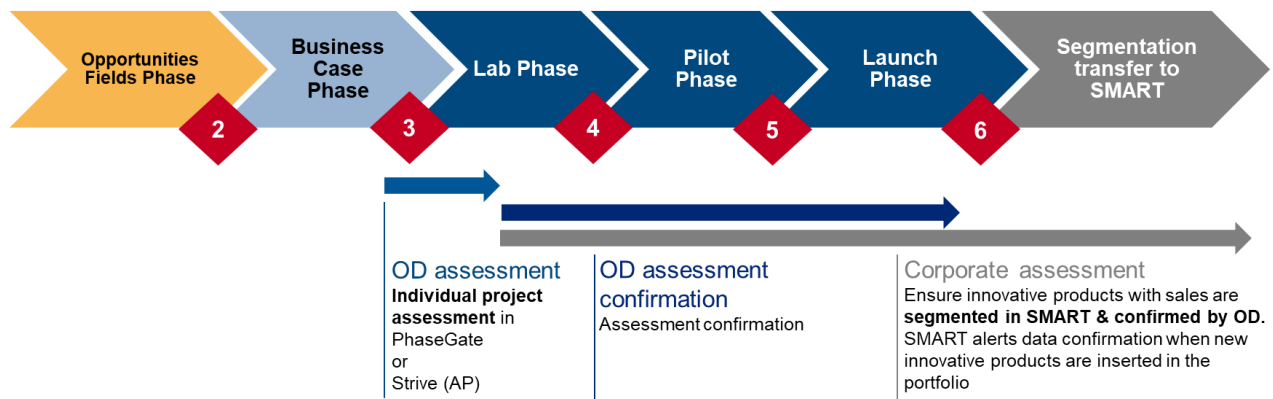 Opportunities
Fields Phase
Business
Case
Phase
Lab Phase
Pilot
Phase
Launch
Phase
Segmentation
transfer to
SMART
2
3
4
5
6
OD assessment
Individual project
assessment in
PhaseGate
or
Strive (AP)
OD assessment
confirmation
Assessment confirmation
Corporate assessment
Ensure innovative products with sales are
segmented in SMART & confirmed by OD.
SMART alerts data confirmation when new
innovative products are inserted in the
portfolio